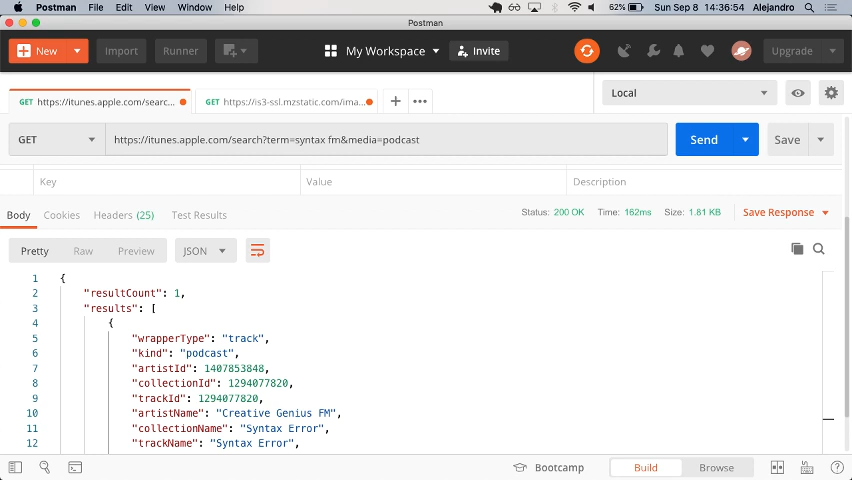 Postman File Edit View Window Help 62% Sun Sep 8 14:36:54 Alejandro
Postman
New Import Runner My Workspace Invite Upgrade
GET https://itunes.apple.com/searc... GET https://is3-ssl.mzstatic.com/ima... + ••• Local
GET https://itunes.apple.com/search?term=syntax fm&media=podcast Send Save
Key Value Description
Body Cookies Headers (25) Test Results Status: 200 OK Time: 162ms Size: 1.81 KB Save Response
Pretty Raw Preview JSON
1 {
2 "resultCount": 1,
3 "results": [
4 {
5 "wrapperType": "track",
6 "kind": "podcast",
7 "artistId": 1407853848,
8 "collectionId": 1294077820,
9 "trackId": 1294077820,
10 "artistName": "Creative Genius FM",
11 "collectionName": "Syntax Error",
12 "trackName": "Syntax Error",
Bootcamp Build Browse